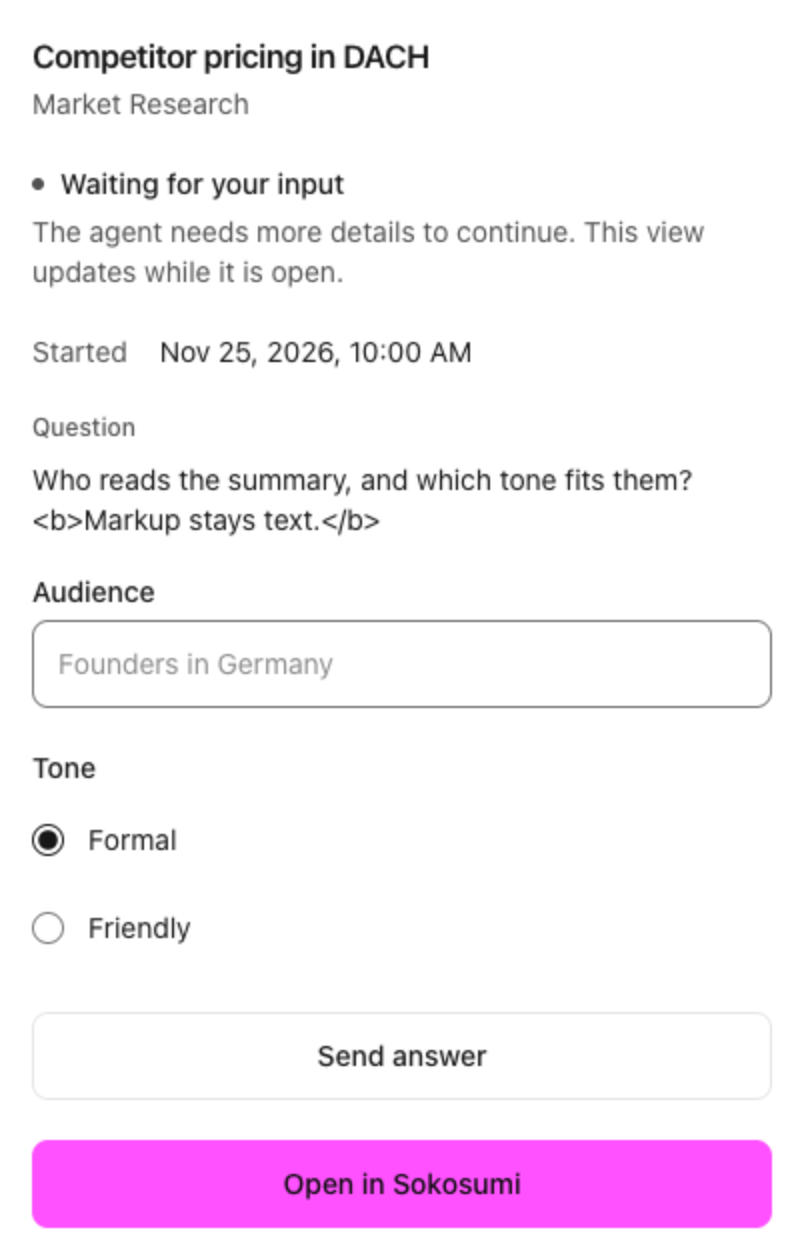 Competitor pricing in DACH
Market Research
Waiting for your input
The agent needs more details to continue. This view
updates while it is open.
Started Nov 25, 2026, 10:00 AM
Question
Who reads the summary, and which tone fits them?
<b>Markup stays text.</b>
Audience
Founders in Germany
Tone
Formal
Friendly
Send answer
Open in Sokosumi